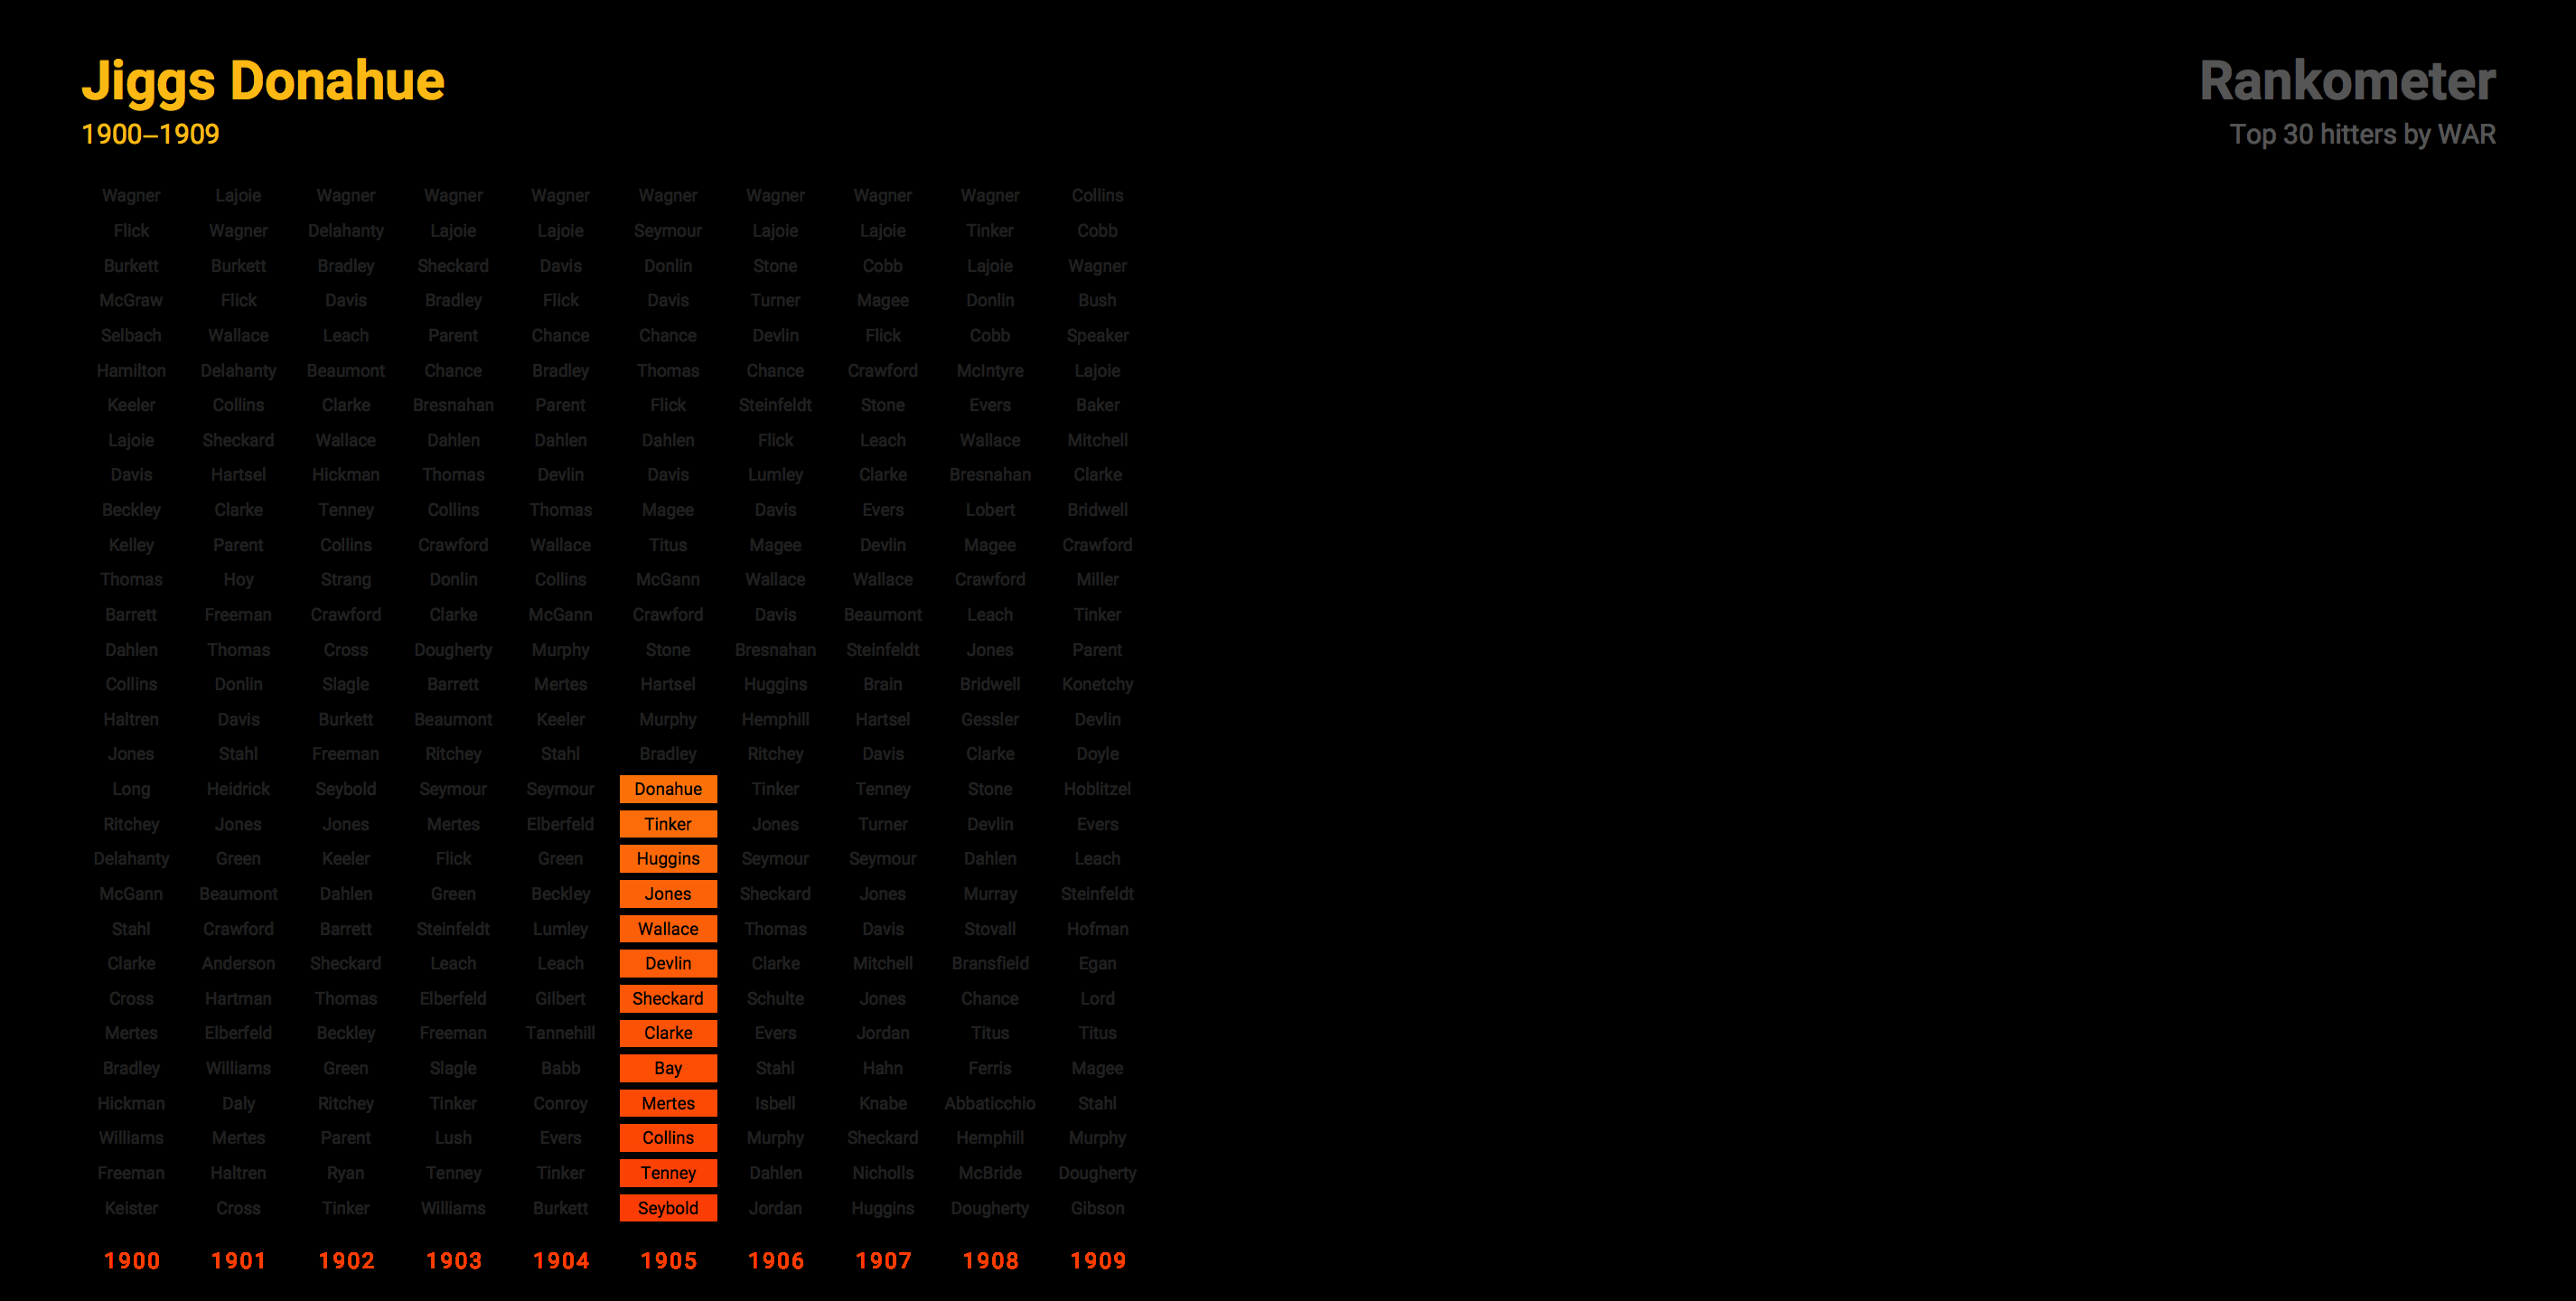 Jiggs Donahue
1900–1909
Rankometer
Top 30 hitters by WAR
Wagner Lajoie Wagner Wagner Wagner Wagner Wagner Wagner Wagner Collins
Flick Wagner Delahanty Lajoie Lajoie Seymour Lajoie Lajoie Tinker Cobb
Burkett Burkett Bradley Sheckard Davis Donlin Stone Cobb Lajoie Wagner
McGraw Flick Davis Bradley Flick Davis Turner Magee Donlin Bush
Selbach Wallace Leach Parent Chance Chance Devlin Flick Cobb Speaker
Hamilton Delahanty Beaumont Chance Bradley Thomas Chance Crawford McIntyre Lajoie
Keeler Collins Clarke Bresnahan Parent Flick Steinfeldt Stone Evers Baker
Lajoie Sheckard Wallace Dahlen Dahlen Dahlen Flick Leach Wallace Mitchell
Davis Hartsel Hickman Thomas Devlin Davis Lumley Clarke Bresnahan Clarke
Beckley Clarke Tenney Collins Thomas Magee Davis Evers Lobert Bridwell
Kelley Parent Collins Crawford Wallace Titus Magee Devlin Magee Crawford
Thomas Hoy Strang Donlin Collins McGann Wallace Wallace Crawford Miller
Barrett Freeman Crawford Clarke McGann Crawford Davis Beaumont Leach Tinker
Dahlen Thomas Cross Dougherty Murphy Stone Bresnahan Steinfeldt Jones Parent
Collins Donlin Slagle Barrett Mertes Hartsel Huggins Brain Bridwell Konetchy
Haltren Davis Burkett Beaumont Keeler Murphy Hemphill Hartsel Gessler Devlin
Jones Stahl Freeman Ritchey Stahl Bradley Ritchey Davis Clarke Doyle
Long Heidrick Seybold Seymour Seymour Donahue Tinker Tenney Stone Hoblitzel
Ritchey Jones Jones Mertes Elberfeld Tinker Jones Turner Devlin Evers
Delahanty Green Keeler Flick Green Huggins Seymour Seymour Dahlen Leach
McGann Beaumont Dahlen Green Beckley Jones Sheckard Jones Murray Steinfeldt
Stahl Crawford Barrett Steinfeldt Lumley Wallace Thomas Davis Stovall Hofman
Clarke Anderson Sheckard Leach Leach Devlin Clarke Mitchell Bransfield Egan
Cross Hartman Thomas Elberfeld Gilbert Sheckard Schulte Jones Chance Lord
Mertes Elberfeld Beckley Freeman Tannehill Clarke Evers Jordan Titus Titus
Bradley Williams Green Slagle Babb Bay Stahl Hahn Ferris Magee
Hickman Daly Ritchey Tinker Conroy Mertes Isbell Knabe Abbaticchio Stahl
Williams Mertes Parent Lush Evers Collins Murphy Sheckard Hemphill Murphy
Freeman Haltren Ryan Tenney Tinker Tenney Dahlen Nicholls McBride Dougherty
Keister Cross Tinker Williams Burkett Seybold Jordan Huggins Dougherty Gibson
1900 1901 1902 1903 1904 1905 1906 1907 1908 1909